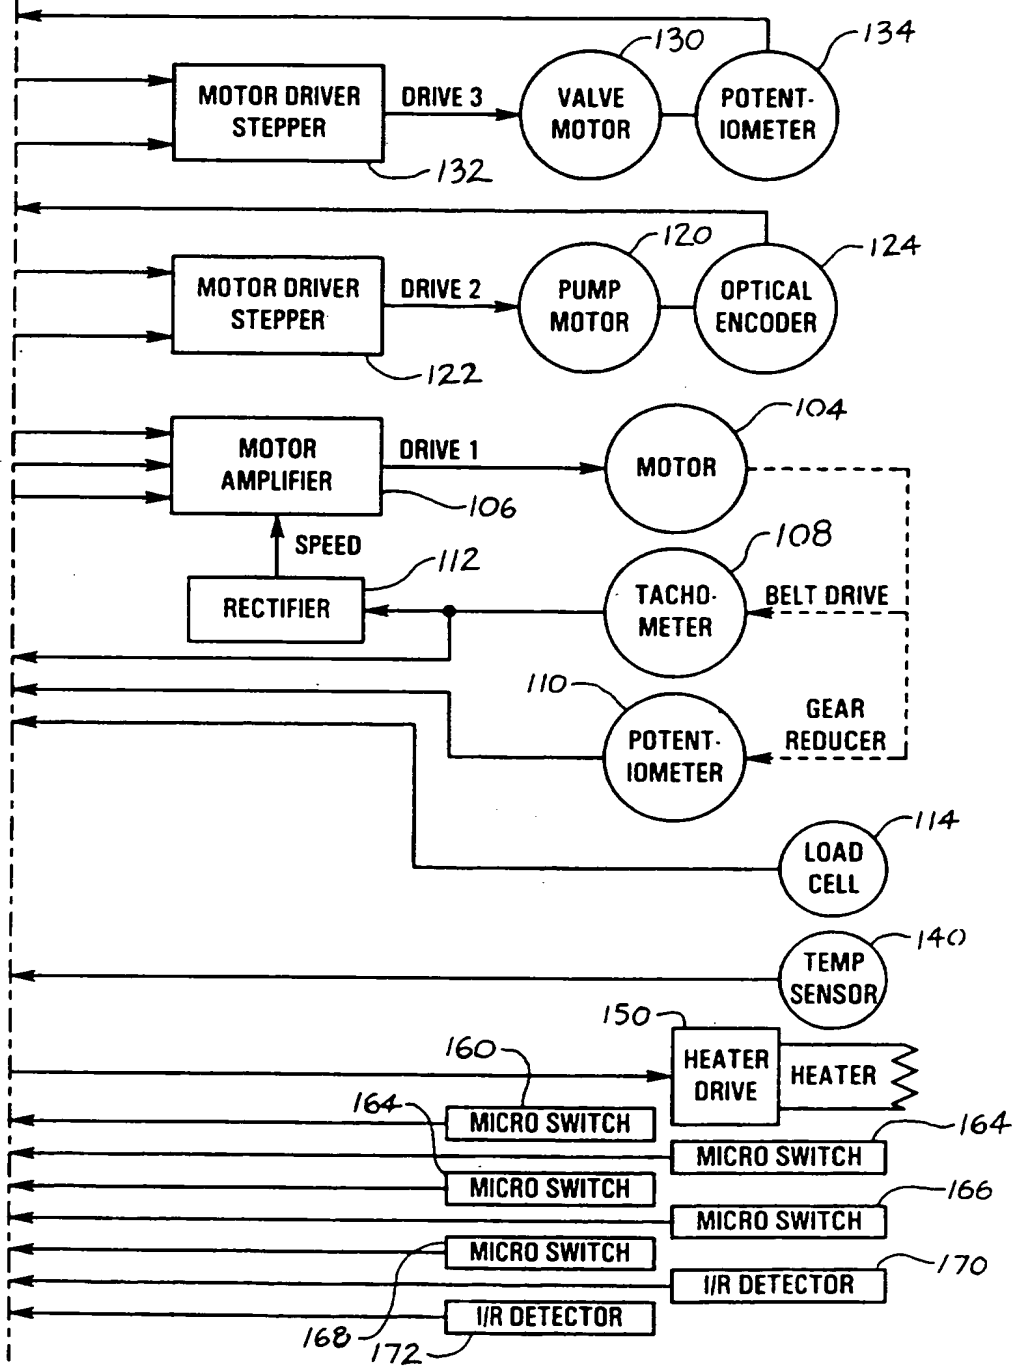 130
134
MOTOR DRIVER
STEPPER
DRIVE 3
VALVE
MOTOR
POTENT-
IOMETER
132
120
124
MOTOR DRIVER
STEPPER
DRIVE 2
PUMP
MOTOR
OPTICAL
ENCODER
122
104
MOTOR
AMPLIFIER
DRIVE 1
MOTOR
106
SPEED
108
112
RECTIFIER
TACHO-
METER
BELT DRIVE
110
GEAR
REDUCER
POTENT-
IOMETER
114
LOAD
CELL
140
TEMP
SENSOR
150
160
HEATER
DRIVE
HEATER
164
MICRO SWITCH
164
MICRO SWITCH
MICRO SWITCH
166
MICRO SWITCH
MICRO SWITCH
170
I/R DETECTOR
I/R DETECTOR
168
172